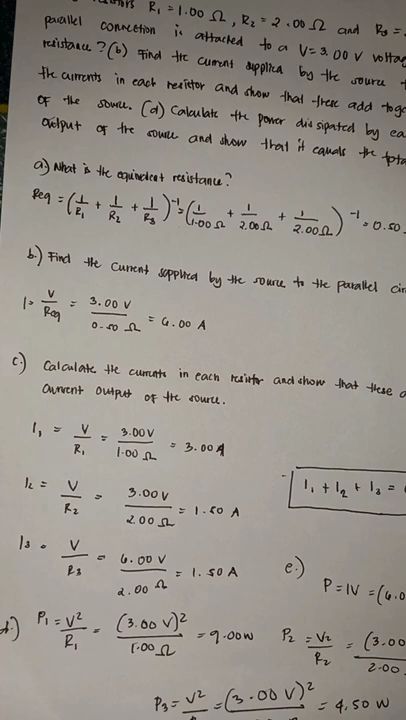 R₁ = 1.00 Ω, R₂ = 2.00 Ω and R₃ =
parallel connection is attached to a V = 3.00 V
resistance? (b) Find the current supplied by the source
the currents in each resistor and show that these add
of the source. (d) Calculate the power dissipated by
output of the source and show that it equals the
a) What is the equivalent resistance?
Req = (1/R₁ + 1/R₂ + 1/R₃)⁻¹ = (1/1.00 Ω + 1/2.00 Ω + 1/2.00 Ω)⁻¹ = 0.50
b.) Find the current supplied by the source to the parallel
I = V/Req = 3.00 V/0.50 Ω = 6.00 A
c.) Calculate the currents in each resistor and show that these
current output of the source.
I₁ = V/R₁ = 3.00V/1.00 Ω = 3.00 A
I₂ = V/R₂ = 3.00V/2.00 Ω = 1.50 A
I₁ + I₂ + I₃ =
I₃ = V/R₃ = 6.00 V/2.00 Ω = 1.50 A
e.)
P = IV = (6.0
d.) P₁ = V²/R₁ = (3.00 V)²/1.00 Ω = 9.00W
P₂ = V²/R₂ = (3.00/2.00
P₃ = V² = (3.00 V)² = 4.50 W